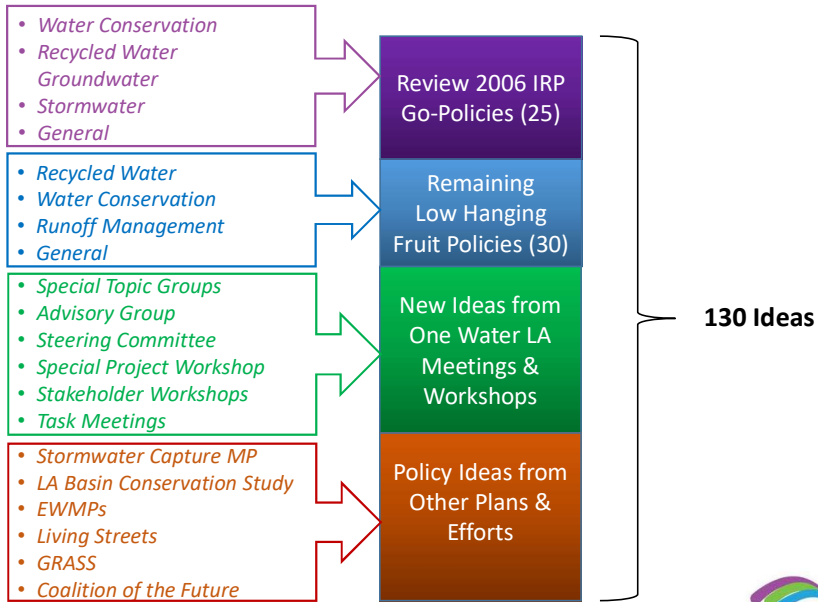 • Water Conservation
• Recycled Water
Groundwater
• Stormwater
• General
Review 2006 IRP
Go-Policies (25)
• Recycled Water
• Water Conservation
• Runoff Management
• General
Remaining
Low Hanging
Fruit Policies (30)
• Special Topic Groups
• Advisory Group
• Steering Committee
• Special Project Workshop
• Stakeholder Workshops
• Task Meetings
New Ideas from
One Water LA
Meetings &
Workshops
• Stormwater Capture MP
• LA Basin Conservation Study
• EWMPs
• Living Streets
• GRASS
• Coalition of the Future
Policy Ideas from
Other Plans &
Efforts
130 Ideas